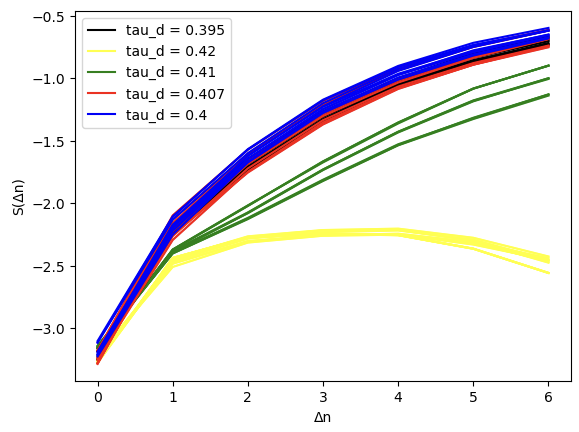 −0.5
−1.0
−1.5
−2.0
−2.5
−3.0
S(Δn)
tau_d = 0.395
tau_d = 0.42
tau_d = 0.41
tau_d = 0.407
tau_d = 0.4
0 1 2 3 4 5 6
Δn